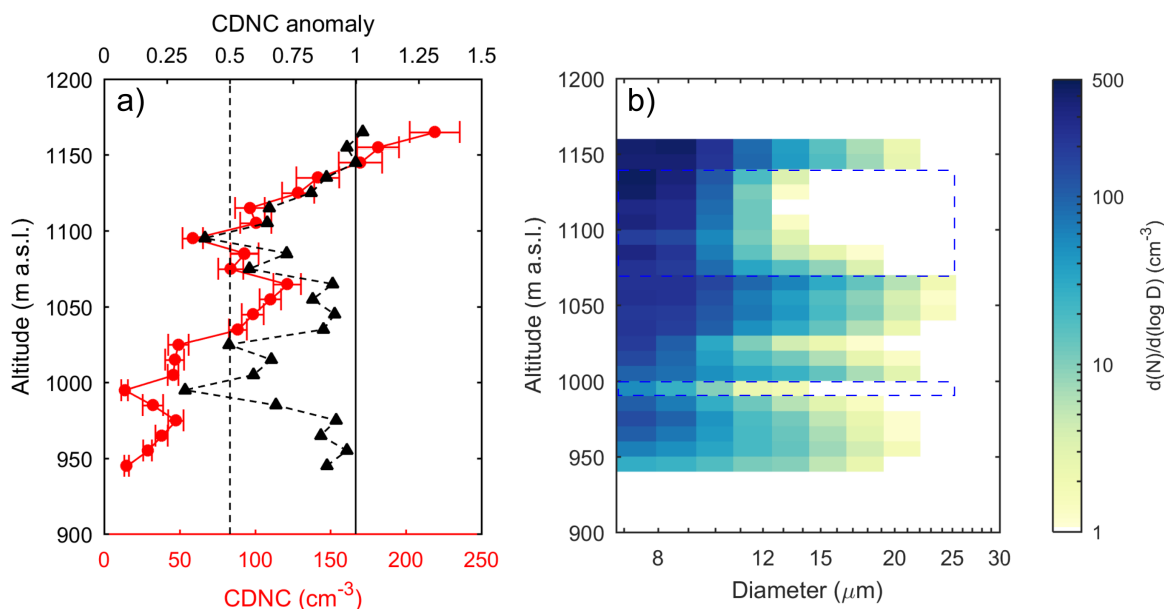 CDNC anomaly
0 0.25 0.5 0.75 1 1.25 1.5
a)
1200
1150
1100
1050
1000
950
900
Altitude (m a.s.l.)
0 50 100 150 200 250
CDNC (cm⁻³)
b)
1200
1150
1100
1050
1000
950
900
Altitude (m a.s.l.)
8 12 15 20 25 30
Diameter (μm)
500
100
10
1
d(N)/d(log D) (cm⁻³)